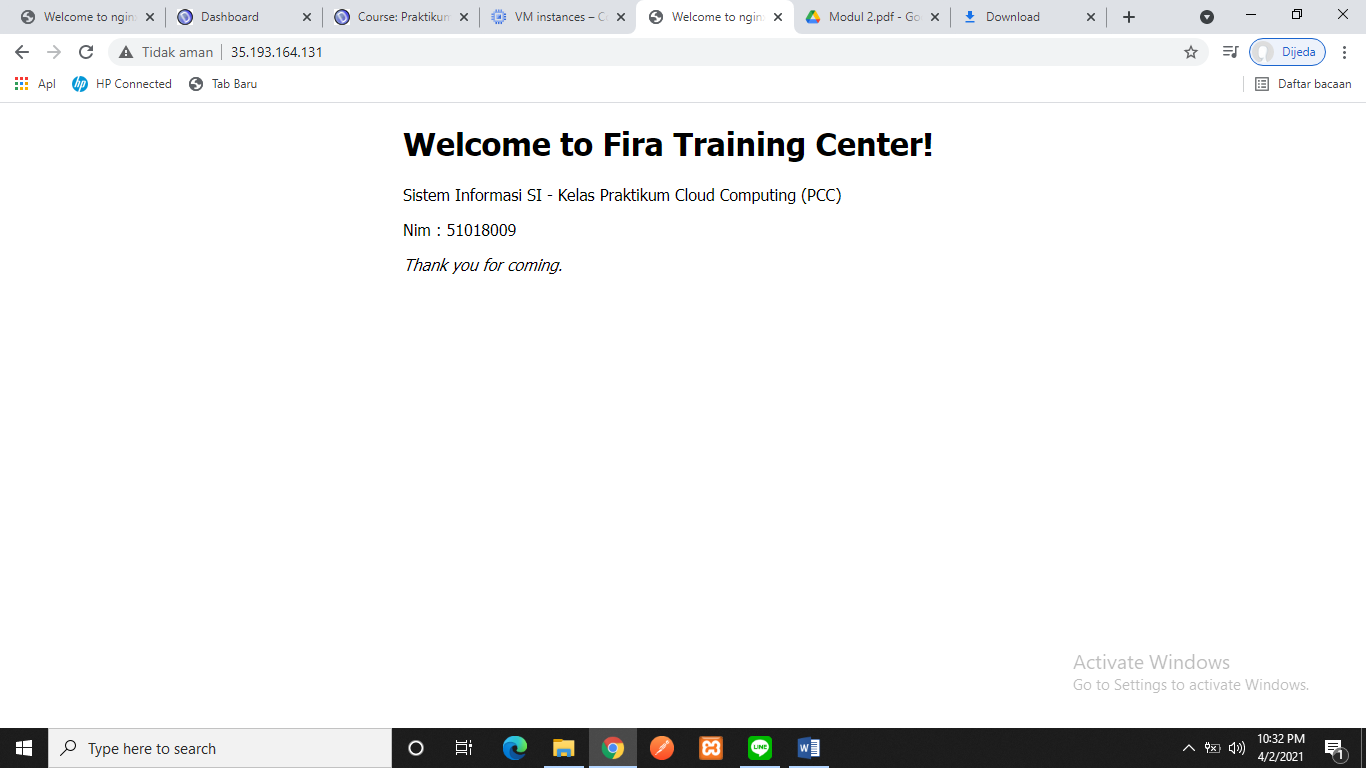 Welcome to ngin
Dashboard
Course: Praktikum
VM instances – C
Welcome to ngin
Modul 2.pdf - Go
Download
Tidak aman
35.193.164.131
Dijeda
Apl
HP Connected
Tab Baru
Daftar bacaan
Welcome to Fira Training Center!
Sistem Informasi SI - Kelas Praktikum Cloud Computing (PCC)
Nim : 51018009
Thank you for coming.
Activate Windows
Go to Settings to activate Windows.
Type here to search
LINE
10:32 PM
4/2/2021
1